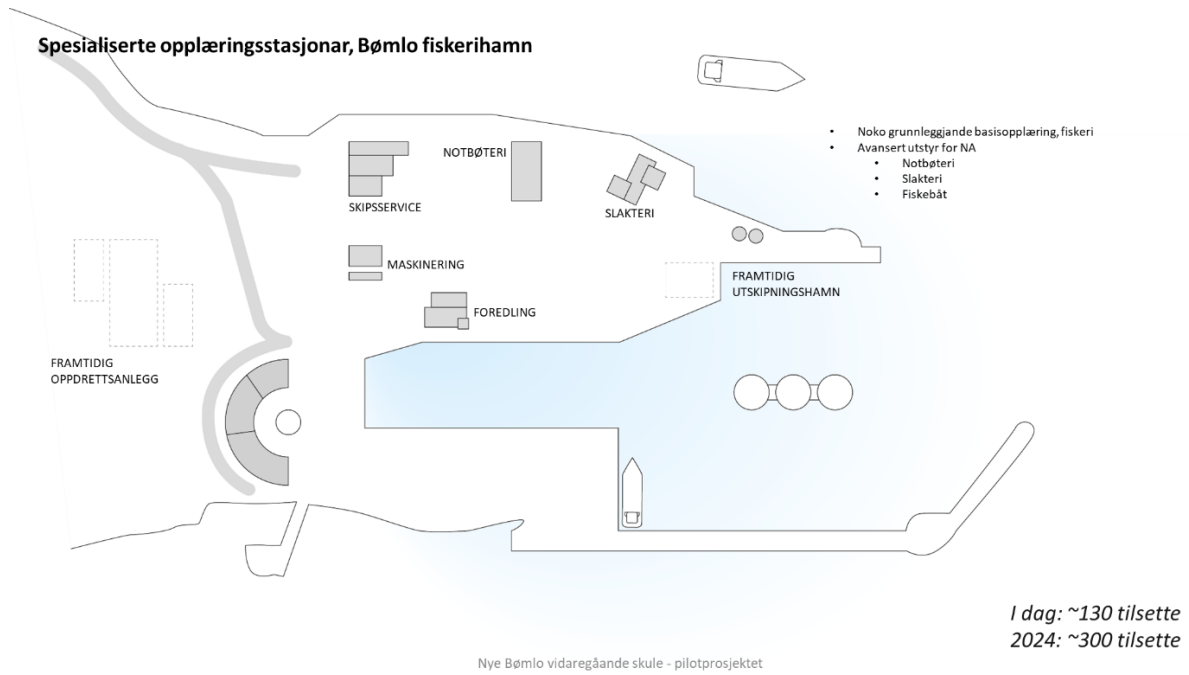 Spesialiserte opplæringsstasjonar, Bømlo fiskerihamn
• Noko grunnleggjande basisopplæring, fiskeri
• Avansert utstyr for NA
• Notbøteri
• Slakteri
• Fiskebåt
NOTBØTERI
SKIPSSERVICE
SLAKTERI
MASKINERING
FOREDLING
FRAMTIDIG
UTSKIPNINGSHAMN
FRAMTIDIG
OPPDRETTSANLEGG
I dag: ~130 tilsette
2024: ~300 tilsette
Nye Bømlo vidaregåande skule - pilotprosjektet